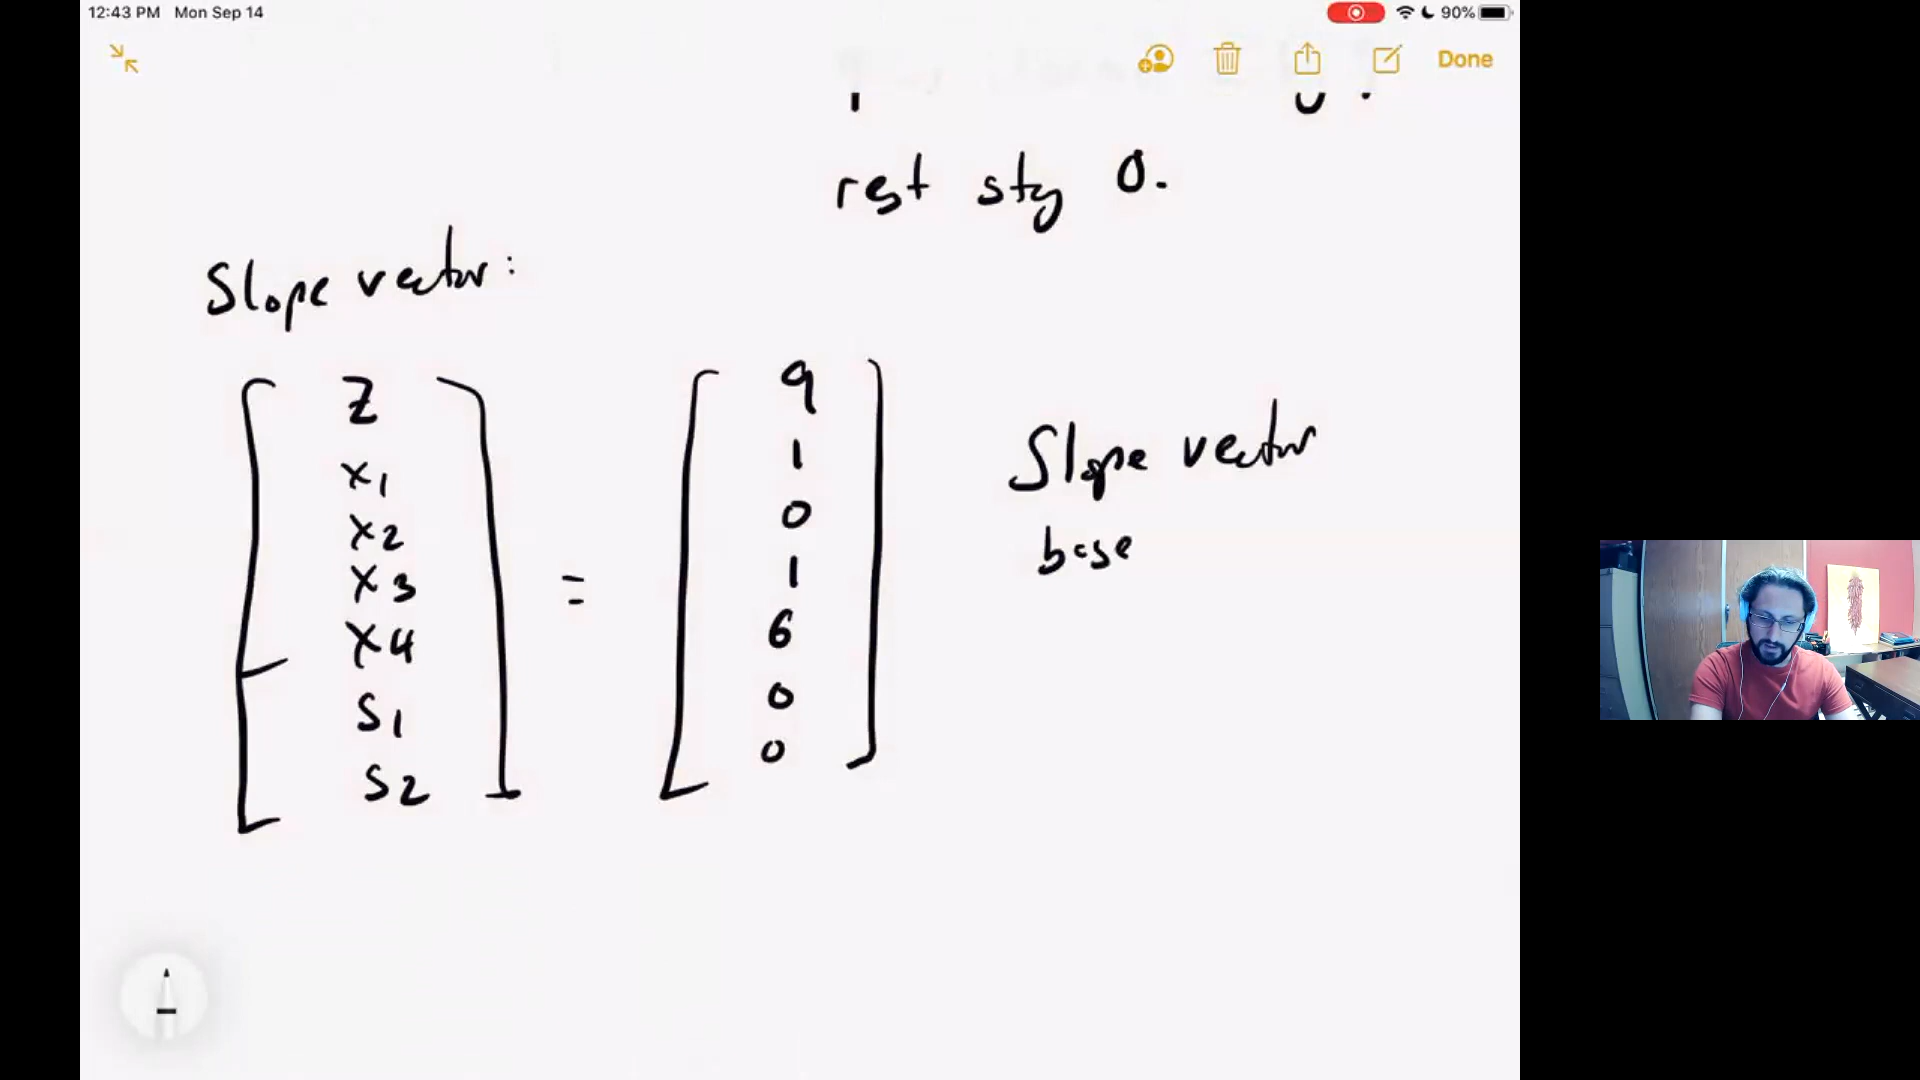 12:43 PM Mon Sep 14
90%
Done
rest sty 0.
Slope vector:
Z
x1
x2
x3
x4
s1
s2
=
9
1
0
1
6
0
0
Slope vector
base